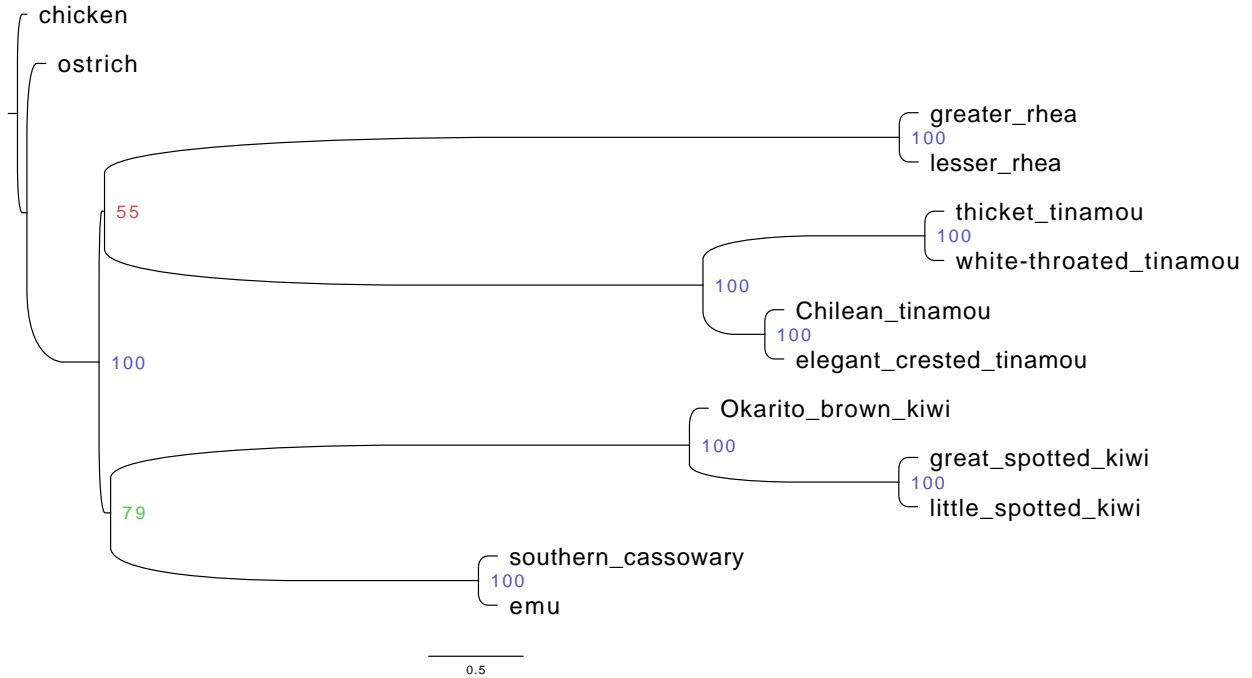 chicken
ostrich
greater_rhea
100
lesser_rhea
thicket_tinamou
55
100
white-throated_tinamou
100
Chilean_tinamou
100
elegant_crested_tinamou
100
Okarito_brown_kiwi
100
great_spotted_kiwi
100
little_spotted_kiwi
79
southern_cassowary
100
emu
0.5